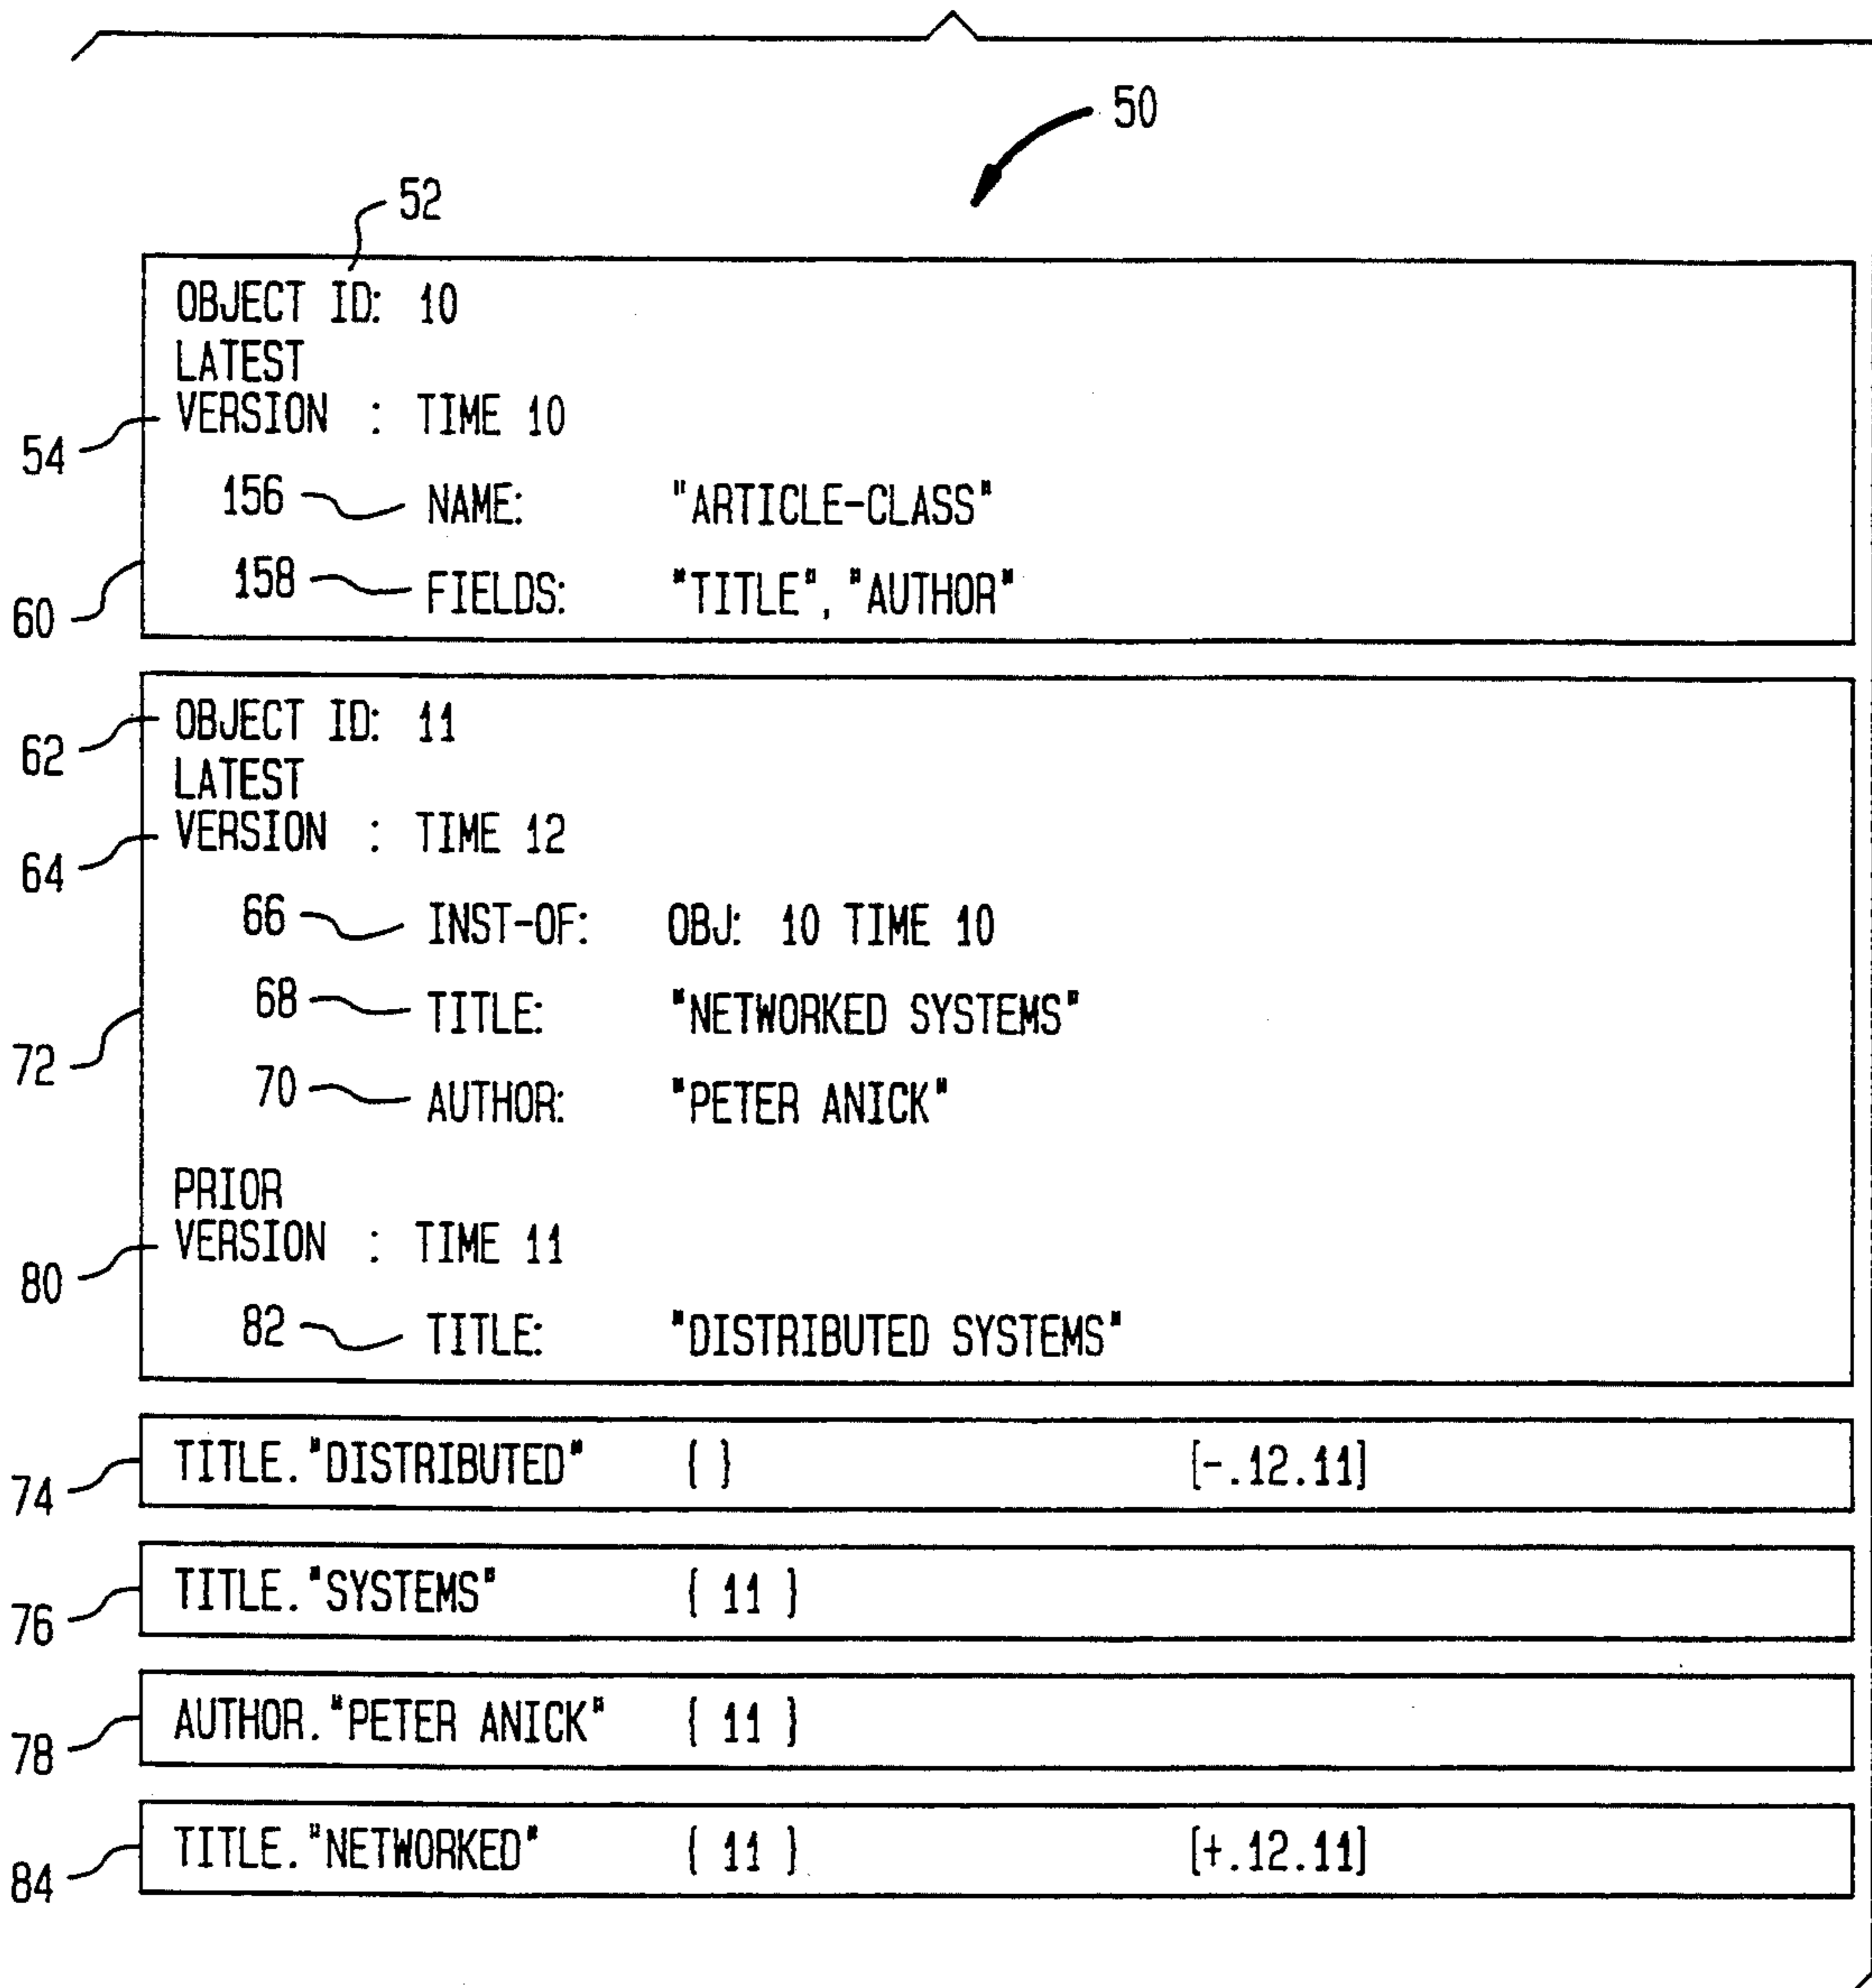 50
52
OBJECT ID: 10
LATEST
54 VERSION : TIME 10
156 NAME: "ARTICLE-CLASS"
60 158 FIELDS: "TITLE", "AUTHOR"
62 OBJECT ID: 11
LATEST
64 VERSION : TIME 12
66 INST-OF: OBJ: 10 TIME 10
68 TITLE: "NETWORKED SYSTEMS"
72 70 AUTHOR: "PETER ANICK"
PRIOR
80 VERSION : TIME 11
82 TITLE: "DISTRIBUTED SYSTEMS"
74 TITLE."DISTRIBUTED" { } [-.12.11]
76 TITLE."SYSTEMS" { 11 }
78 AUTHOR."PETER ANICK" { 11 }
84 TITLE."NETWORKED" { 11 } [+.12.11]